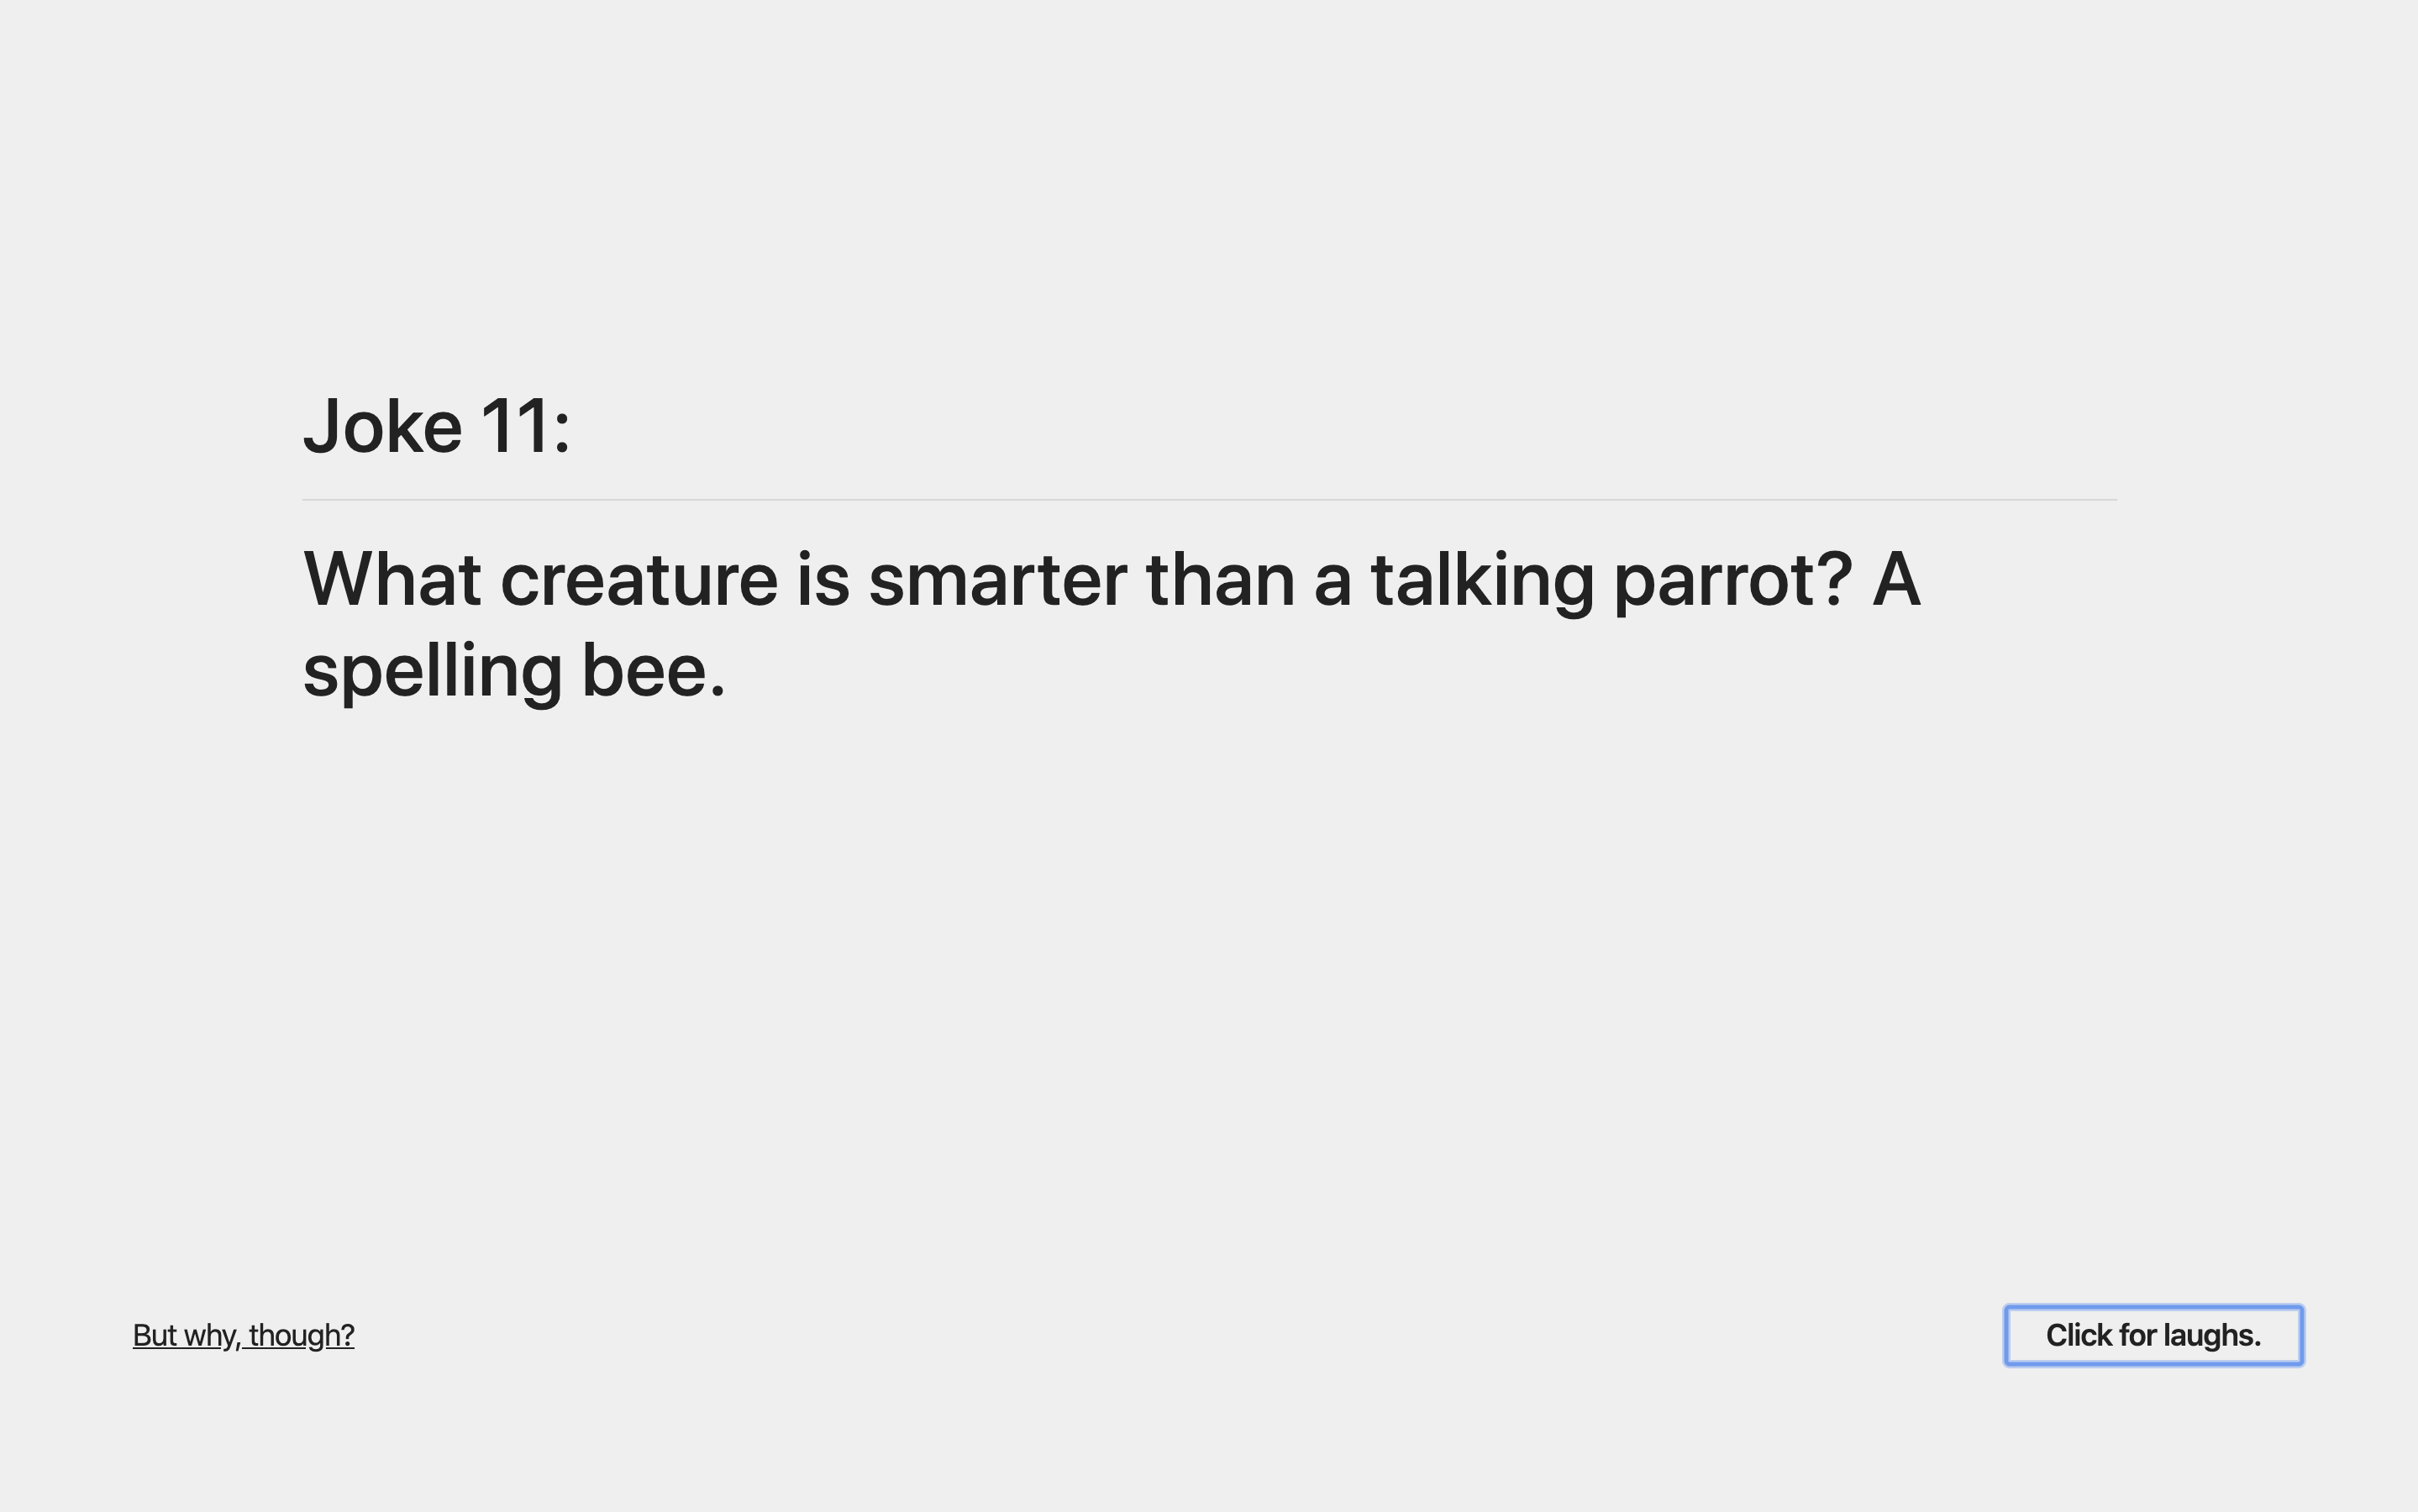 Joke 11:
What creature is smarter than a talking parrot? A
spelling bee.
But why, though?
Click for laughs.